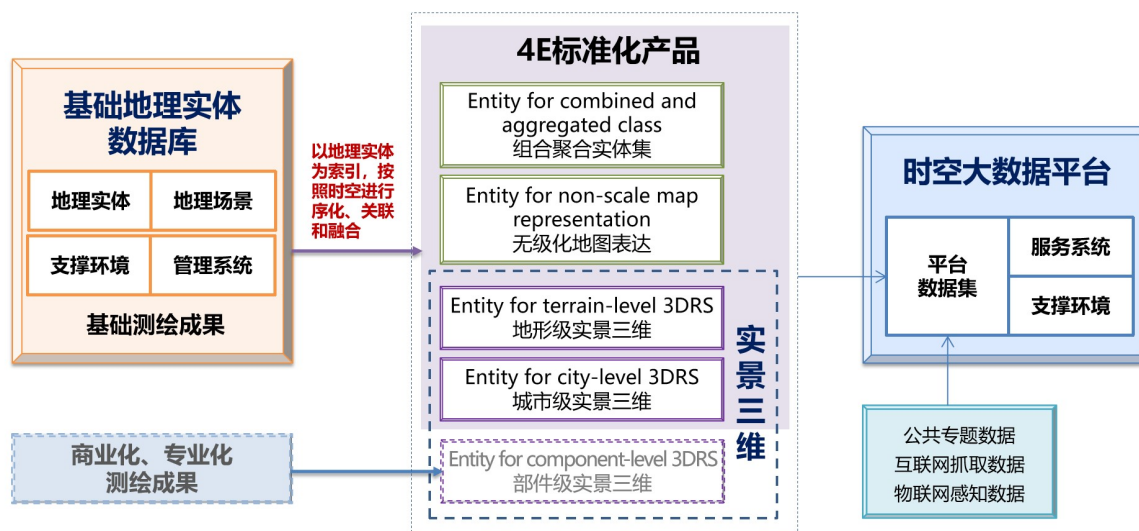 基础地理实体
数据库
地理实体
地理场景
支撑环境
管理系统
基础测绘成果
商业化、专业化
测绘成果
以地理实体
为索引，按
照时空进行
序化、关联
和融合
4E标准化产品
Entity for combined and
aggregated class
组合聚合实体集
Entity for non-scale map
representation
无级化地图表达
Entity for terrain-level 3DRS
地形级实景三维
Entity for city-level 3DRS
城市级实景三维
Entity for component-level 3DRS
部件级实景三维
实景三维
时空大数据平台
平台
数据集
服务系统
支撑环境
公共专题数据
互联网抓取数据
物联网感知数据